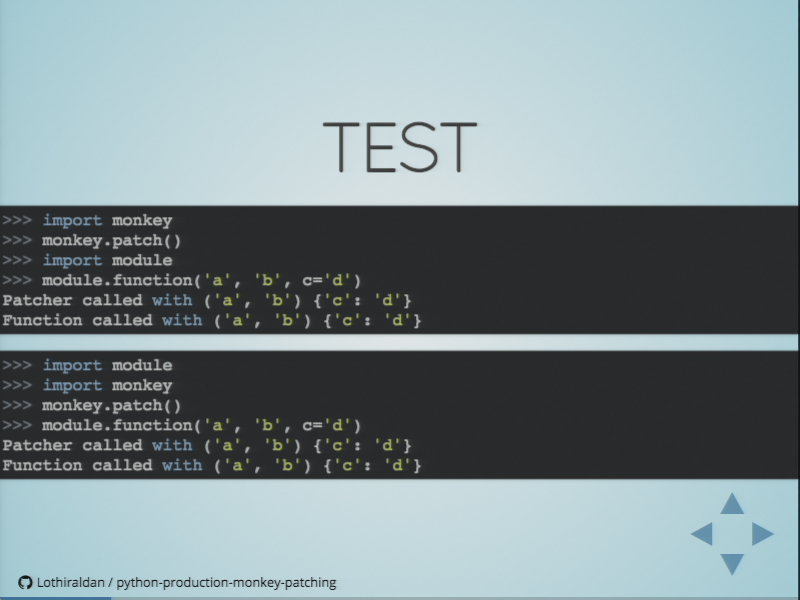 TEST
>>> import monkey
>>> monkey.patch()
>>> import module
>>> module.function('a', 'b', c='d')
Patcher called with ('a', 'b') {'c': 'd'}
Function called with ('a', 'b') {'c': 'd'}
>>> import module
>>> import monkey
>>> monkey.patch()
>>> module.function('a', 'b', c='d')
Patcher called with ('a', 'b') {'c': 'd'}
Function called with ('a', 'b') {'c': 'd'}
Lothiraldan / python-production-monkey-patching